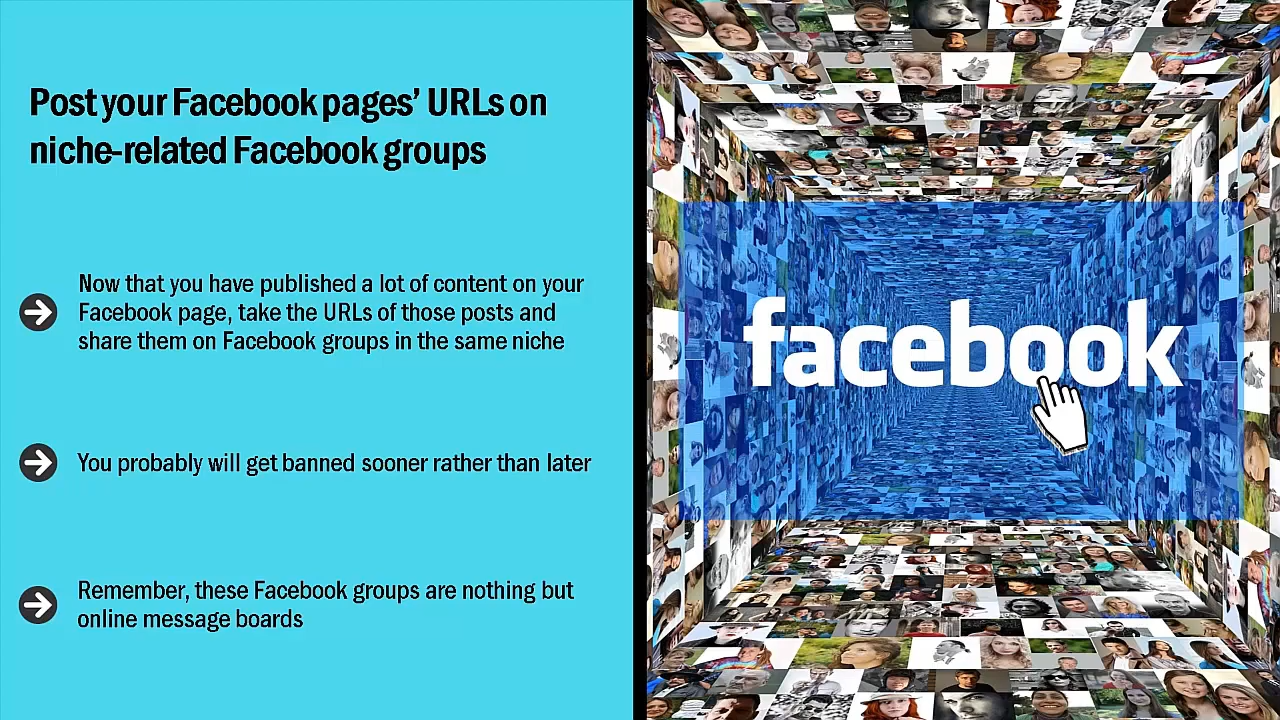 Post your Facebook pages’ URLs on
niche-related Facebook groups
Now that you have published a lot of content on your
Facebook page, take the URLs of those posts and
share them on Facebook groups in the same niche
You probably will get banned sooner rather than later
Remember, these Facebook groups are nothing but
online message boards
facebook